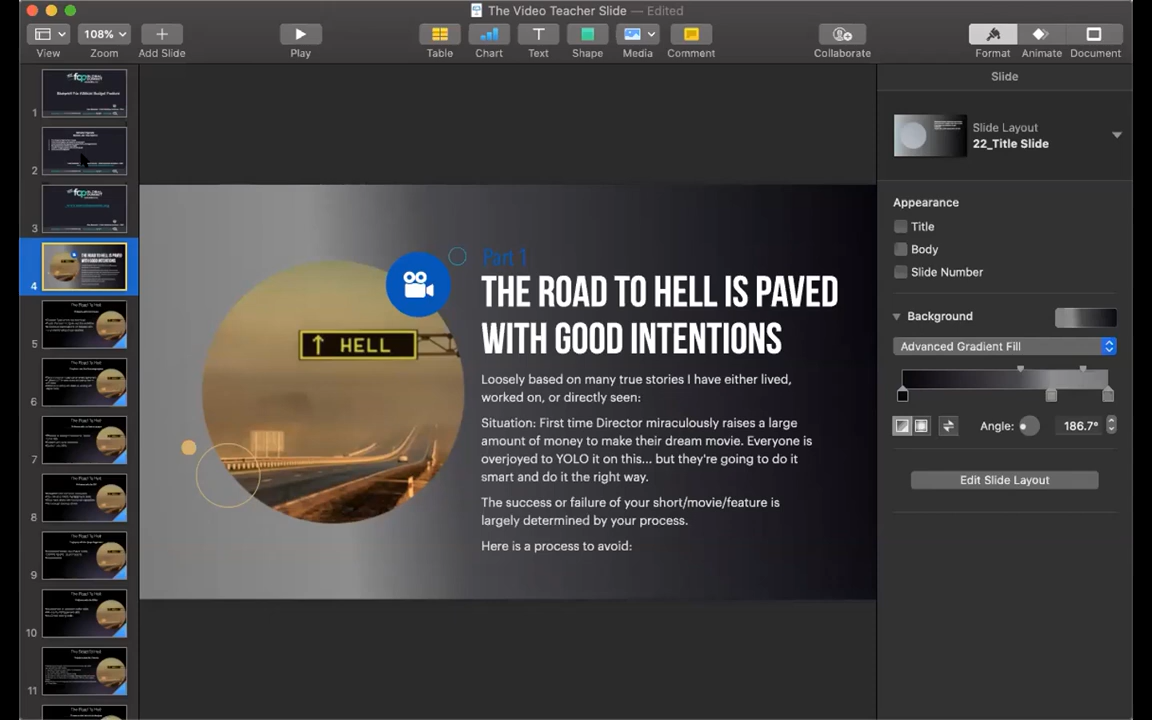 The Video Teacher Slide — Edited
108%
View
Zoom
Add Slide
Play
Table
Chart
Text
Shape
Media
Comment
Collaborate
Format
Animate
Document
1
2
3
4
5
6
7
8
9
10
11
HELL
Part 1
THE ROAD TO HELL IS PAVED
WITH GOOD INTENTIONS
Loosely based on many true stories I have either lived,
worked on, or directly seen:
Situation: First time Director miraculously raises a large
amount of money to make their dream movie. Everyone is
overjoyed to YOLO it on this... but they're going to do it
smart and do it the right way.
The success or failure of your short/movie/feature is
largely determined by your process.
Here is a process to avoid:
Slide
Slide Layout
22_Title Slide
Appearance
Title
Body
Slide Number
Background
Advanced Gradient Fill
Angle:
186.7°
Edit Slide Layout